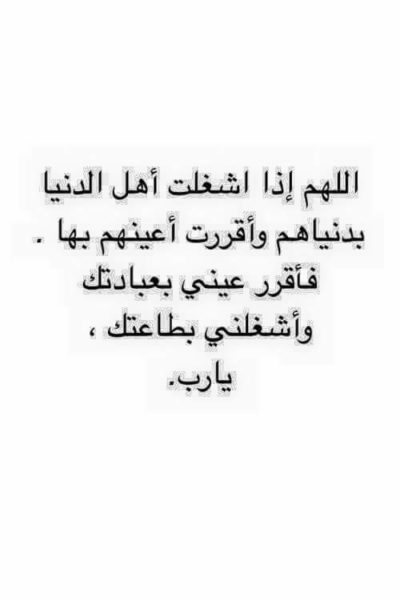 اللهم إذا اشغلت أهل الدنيا
بدنياهم وأقررت أعينهم بها .
فأقرر عيني بعبادتك
وأشغلني بطاعتك ،
يارب.